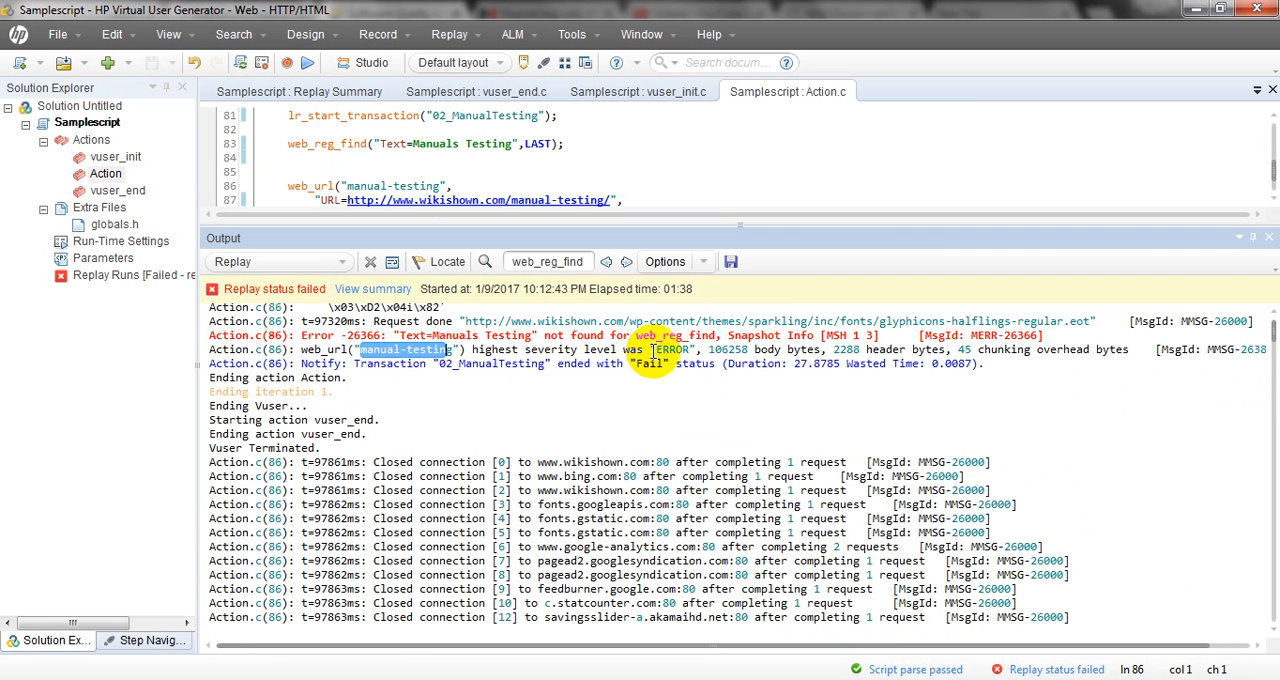 Samplescript - HP Virtual User Generator - Web - HTTP/HTML
hp File Edit View Search Design Record Replay ALM Tools Window Help
Studio Default layout Search docum...
Solution Explorer
Solution Untitled
Samplescript
Actions
vuser_init
Action
vuser_end
Extra Files
globals.h
Run-Time Settings
Parameters
Replay Runs [Failed - re
Solution Ex... Step Navig...
Samplescript : Replay Summary Samplescript : vuser_end.c Samplescript : vuser_init.c Samplescript : Action.c
81 lr_start_transaction("02_ManualTesting");
82
83 web_reg_find("Text=Manuals Testing",LAST);
84
85
86 web_url("manual-testing",
87 "URL=http://www.wikishown.com/manual-testing/",
Output
Replay Locate web_reg_find Options
Replay status failed View summary Started at: 1/9/2017 10:12:43 PM Elapsed time: 01:38
Action.c(86): \x03\xD2\x04i\x82`
Action.c(86): t=97320ms: Request done "http://www.wikishown.com/wp-content/themes/sparkling/inc/fonts/glyphicons-halflings-regular.eot" [MsgId: MMSG-26000]
Action.c(86): Error -26366: "Text=Manuals Testing" not found for web_reg_find, Snapshot Info [MSH 1 3] [MsgId: MERR-26366]
Action.c(86): web_url("manual-testing") highest severity level was "ERROR", 106258 body bytes, 2288 header bytes, 45 chunking overhead bytes [MsgId: MMSG-2638
Action.c(86): Notify: Transaction "02_ManualTesting" ended with "Fail" status (Duration: 27.8785 Wasted Time: 0.0087).
Ending action Action.
Ending iteration 1.
Ending Vuser...
Starting action vuser_end.
Ending action vuser_end.
Vuser Terminated.
Action.c(86): t=97861ms: Closed connection [0] to www.wikishown.com:80 after completing 1 request [MsgId: MMSG-26000]
Action.c(86): t=97861ms: Closed connection [1] to www.bing.com:80 after completing 1 request [MsgId: MMSG-26000]
Action.c(86): t=97861ms: Closed connection [2] to www.wikishown.com:80 after completing 1 request [MsgId: MMSG-26000]
Action.c(86): t=97862ms: Closed connection [3] to fonts.googleapis.com:80 after completing 1 request [MsgId: MMSG-26000]
Action.c(86): t=97862ms: Closed connection [4] to fonts.gstatic.com:80 after completing 1 request [MsgId: MMSG-26000]
Action.c(86): t=97862ms: Closed connection [5] to fonts.gstatic.com:80 after completing 1 request [MsgId: MMSG-26000]
Action.c(86): t=97862ms: Closed connection [6] to www.google-analytics.com:80 after completing 2 requests [MsgId: MMSG-26000]
Action.c(86): t=97862ms: Closed connection [7] to pagead2.googlesyndication.com:80 after completing 1 request [MsgId: MMSG-26000]
Action.c(86): t=97862ms: Closed connection [8] to pagead2.googlesyndication.com:80 after completing 1 request [MsgId: MMSG-26000]
Action.c(86): t=97863ms: Closed connection [9] to feedburner.google.com:80 after completing 1 request [MsgId: MMSG-26000]
Action.c(86): t=97863ms: Closed connection [10] to c.statcounter.com:80 after completing 1 request [MsgId: MMSG-26000]
Action.c(86): t=97863ms: Closed connection [12] to savingsslider-a.akamaihd.net:80 after completing 1 request [MsgId: MMSG-26000]
Script parse passed Replay status failed ln 86 col 1 ch 1